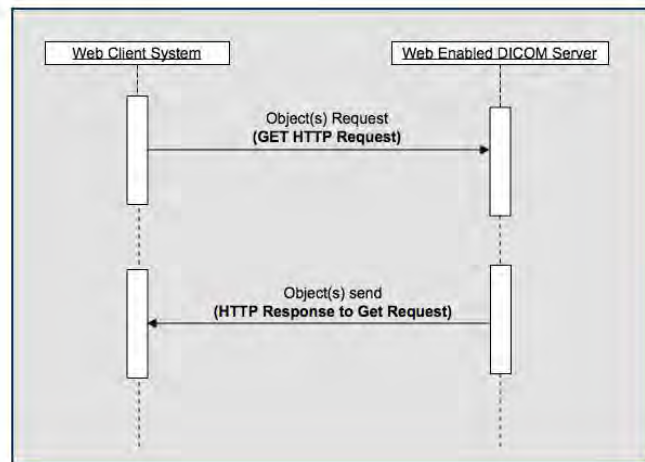 Web Client System
Web Enabled DICOM Server
Object(s) Request
(GET HTTP Request)
Object(s) send
(HTTP Response to Get Request)